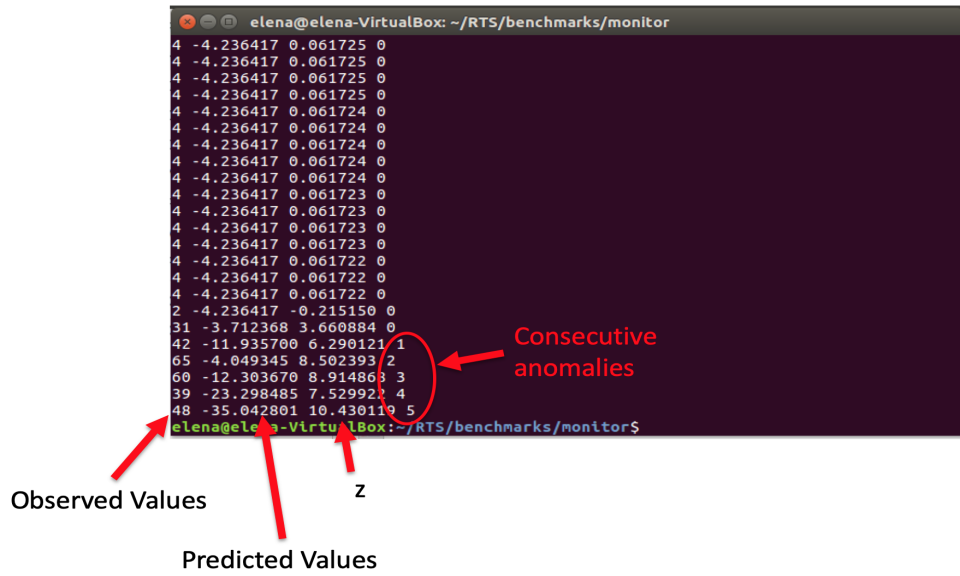 elena@elena-VirtualBox: ~/RTS/benchmarks/monitor
4 -4.236417 0.061725 0
4 -4.236417 0.061725 0
4 -4.236417 0.061725 0
4 -4.236417 0.061725 0
4 -4.236417 0.061724 0
4 -4.236417 0.061724 0
4 -4.236417 0.061724 0
4 -4.236417 0.061724 0
4 -4.236417 0.061724 0
4 -4.236417 0.061723 0
4 -4.236417 0.061723 0
4 -4.236417 0.061723 0
4 -4.236417 0.061723 0
4 -4.236417 0.061722 0
4 -4.236417 0.061722 0
4 -4.236417 0.061722 0
2 -4.236417 -0.215150 0
31 -3.712368 3.660884 0
42 -11.935700 6.290121 1
65 -4.049345 8.502393 2
60 -12.303670 8.914868 3
39 -23.298485 7.529922 4
48 -35.042801 10.430119 5
elena@elena-VirtualBox:~/RTS/benchmarks/monitor$
Consecutive
anomalies
Observed Values
z
Predicted Values